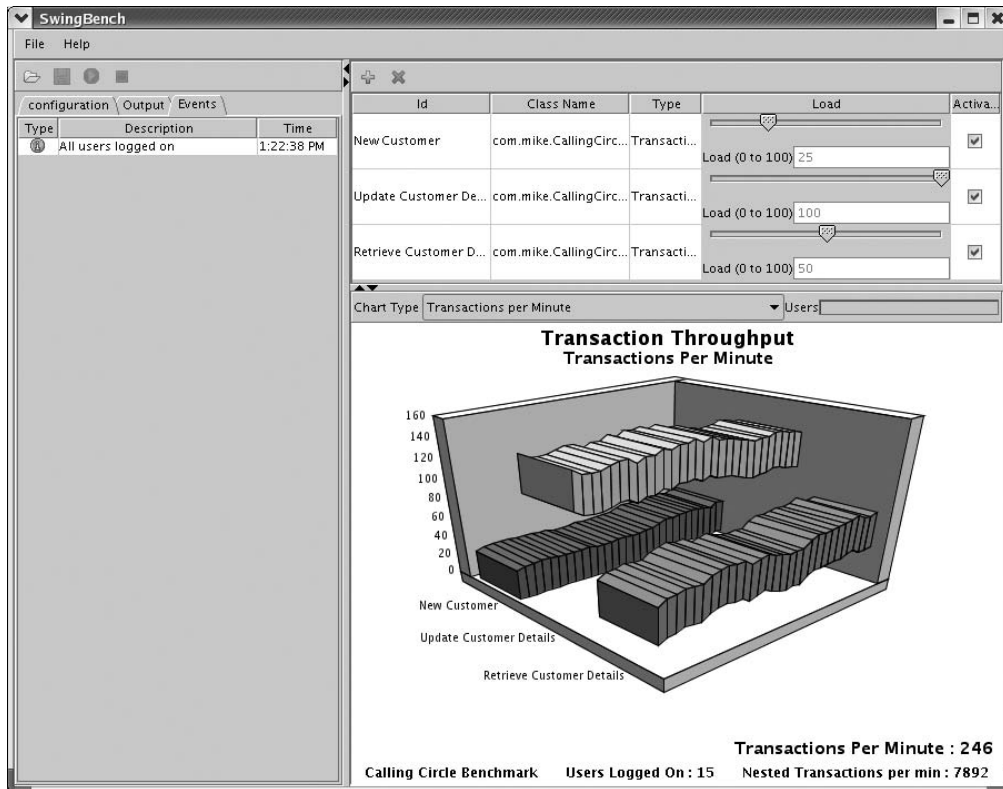 SwingBench
File Help
configuration Output Events
Type Description Time
All users logged on 1:22:38 PM
Id Class Name Type Load Activa...
New Customer com.mike.CallingCirc... Transacti...
Load (0 to 100) 25
Update Customer De... com.mike.CallingCirc... Transacti...
Load (0 to 100) 100
Retrieve Customer D... com.mike.CallingCirc... Transacti...
Load (0 to 100) 50
Chart Type Transactions per Minute Users
Transaction Throughput
Transactions Per Minute
160
140
120
100
80
60
40
20
0
New Customer
Update Customer Details
Retrieve Customer Details
Transactions Per Minute : 246
Calling Circle Benchmark Users Logged On : 15 Nested Transactions per min : 7892